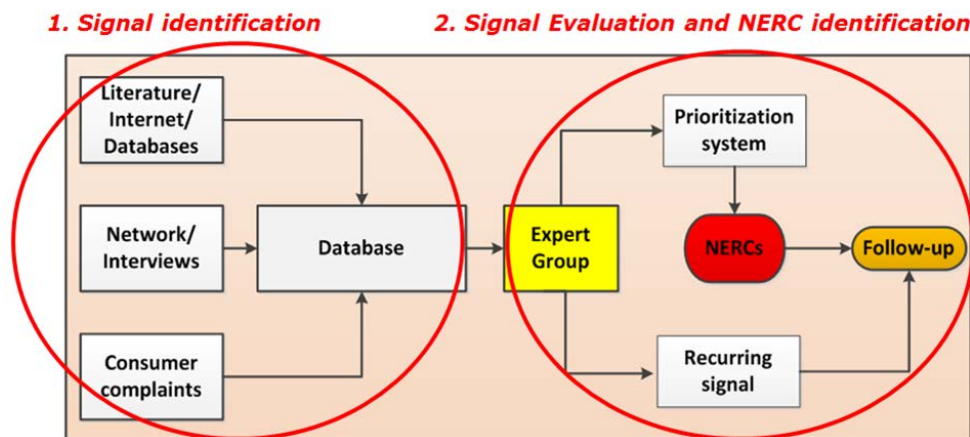 1. Signal identification
2. Signal Evaluation and NERC identification
Literature/
Internet/
Databases
Network/
Interviews
Consumer
complaints
Database
Expert
Group
Prioritization
system
NERCs
Follow-up
Recurring
signal